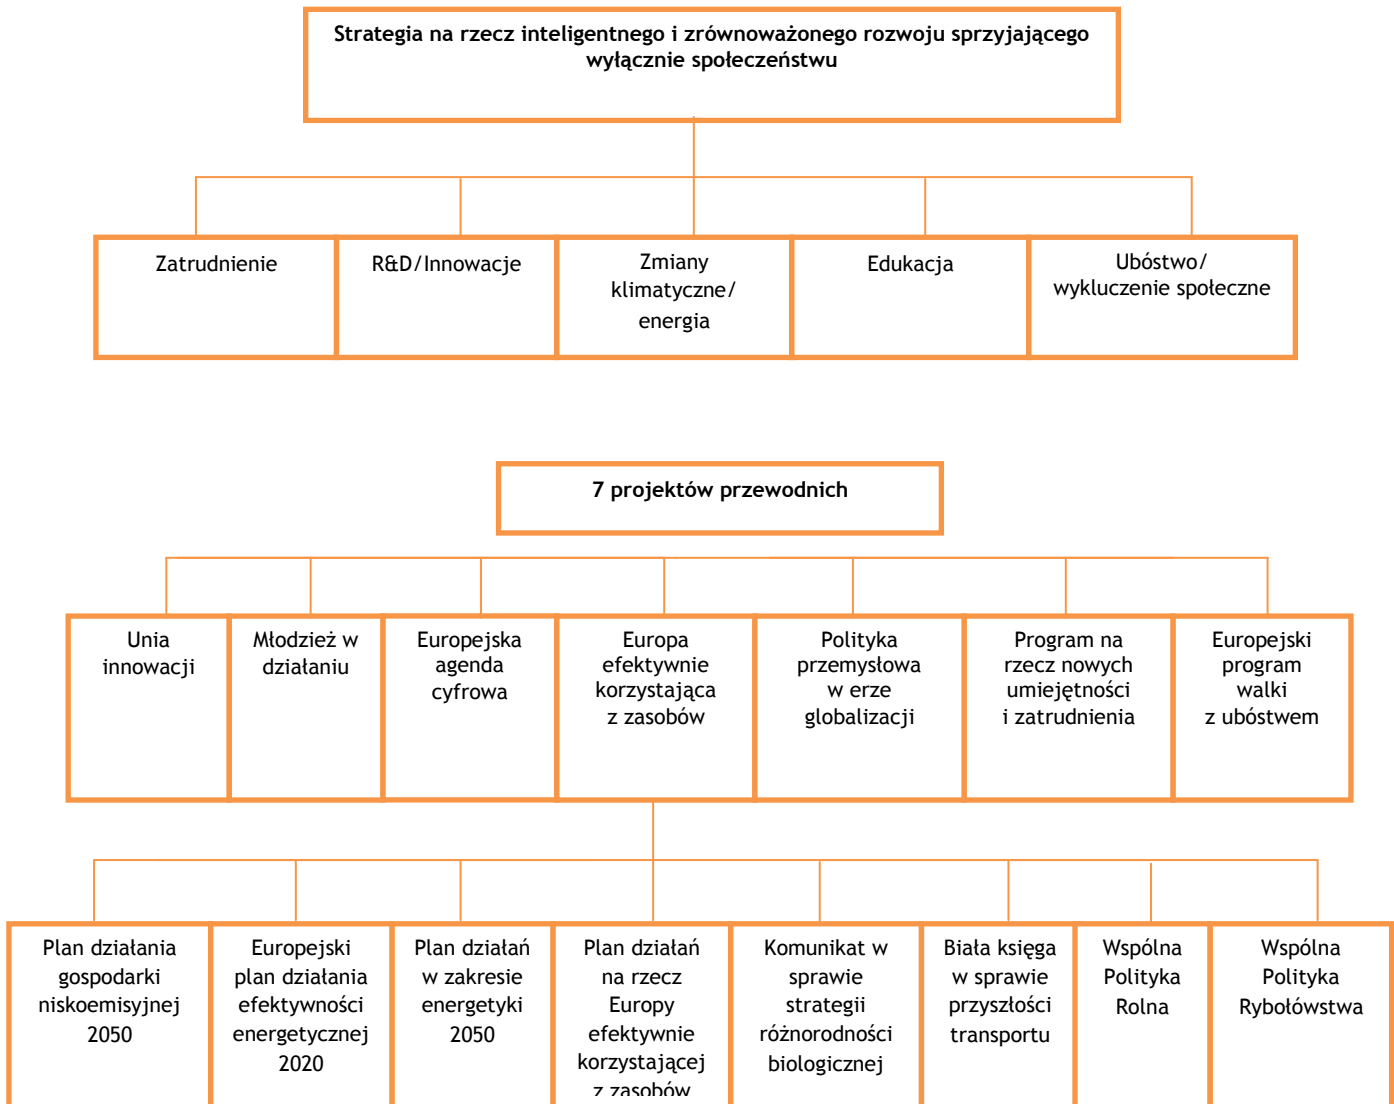 Strategia na rzecz inteligentnego i zrównoważonego rozwoju sprzyjającego
wyłącznie społeczeństwu
Zatrudnienie
R&D/Innowacje
Zmiany
klimatyczne/
energia
Edukacja
Ubóstwo/
wykluczenie społeczne
7 projektów przewodnich
Unia
innowacji
Młodzież w
działaniu
Europejska
agenda
cyfrowa
Europa
efektywnie
korzystająca
z zasobów
Polityka
przemysłowa
w erze
globalizacji
Program na
rzecz nowych
umiejętności
i zatrudnienia
Europejski
program
walki
z ubóstwem
Plan działania
gospodarki
niskoemisyjnej
2050
Europejski
plan działania
efektywności
energetycznej
2020
Plan działań
w zakresie
energetyki
2050
Plan działań
na rzecz
Europy
efektywnie
korzystającej
z zasobów
Komunikat w
sprawie
strategii
różnorodności
biologicznej
Biała księga
w sprawie
przyszłości
transportu
Wspólna
Polityka
Rolna
Wspólna
Polityka
Rybołówstwa